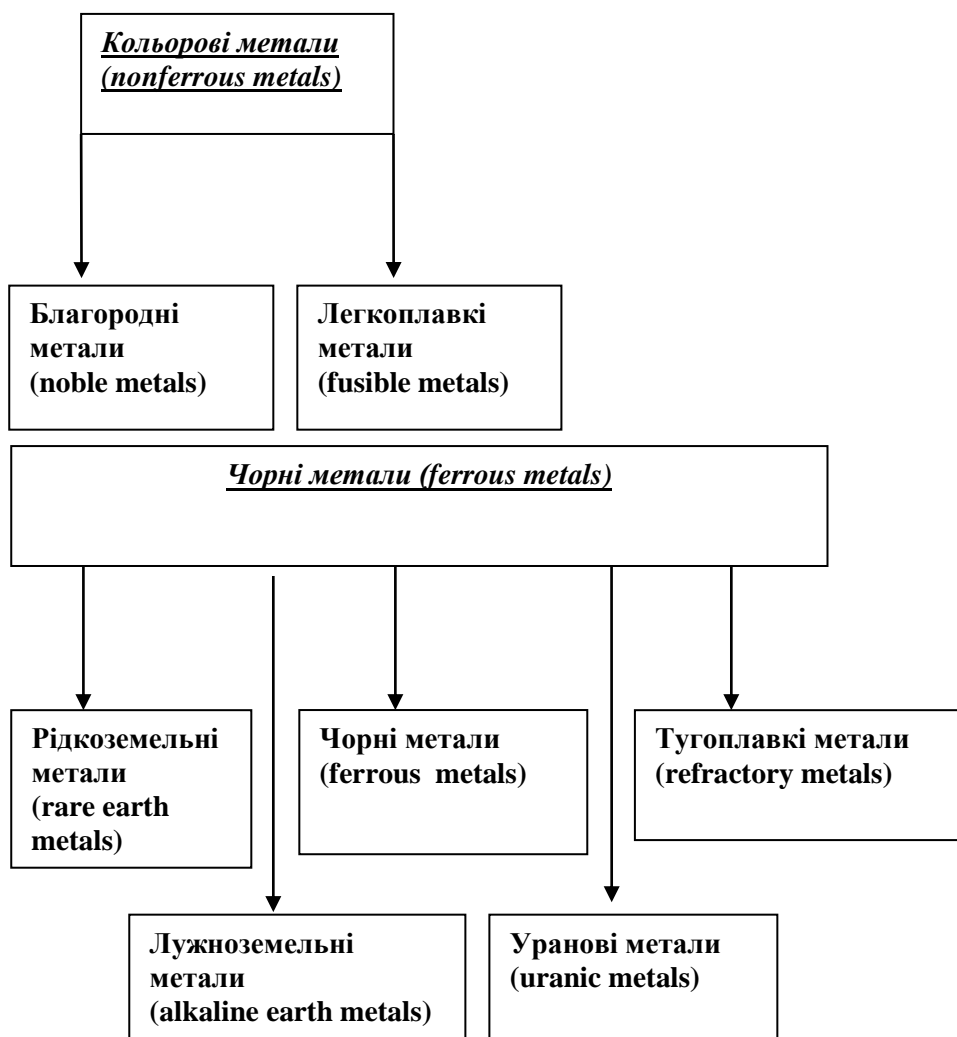 Кольорові метали
(nonferrous metals)
Благородні
метали
(noble metals)
Легкоплавкі
метали
(fusible metals)
Чорні метали (ferrous metals)
Рідкоземельні
метали
(rare earth
metals)
Чорні метали
(ferrous metals)
Тугоплавкі метали
(refractory metals)
Лужноземельні
метали
(alkaline earth metals)
Уранові метали
(uranic metals)